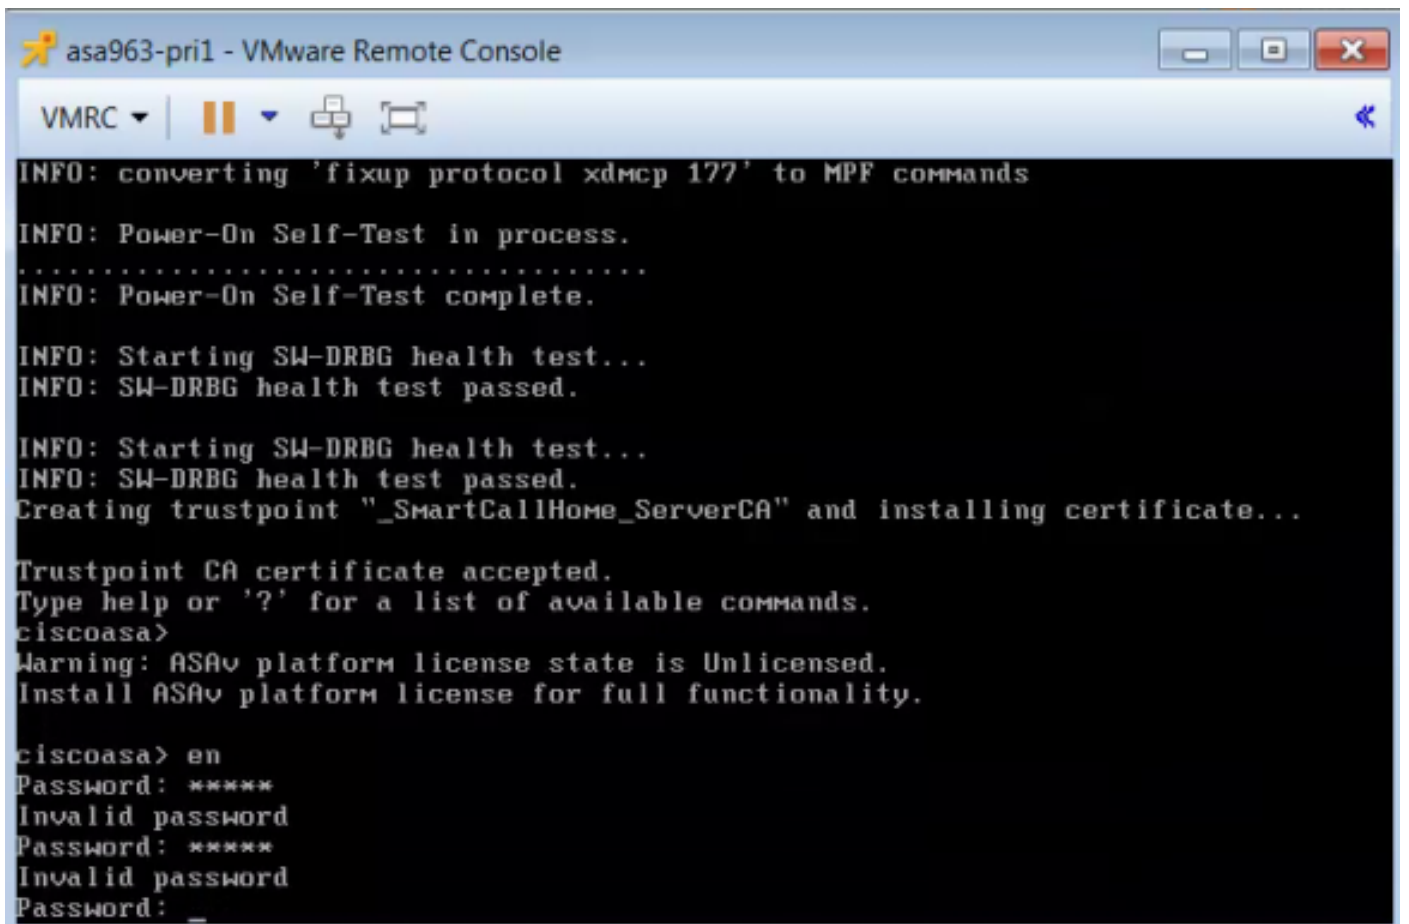 asa963-pri1 - VMware Remote Console
VMRC
INFO: converting 'fixup protocol xdmcp 177' to MPF commands
INFO: Power-On Self-Test in process.
.....................................
INFO: Power-On Self-Test complete.
INFO: Starting SW-DRBG health test...
INFO: SW-DRBG health test passed.
INFO: Starting SW-DRBG health test...
INFO: SW-DRBG health test passed.
Creating trustpoint "_SmartCallHome_ServerCA" and installing certificate...
Trustpoint CA certificate accepted.
Type help or '?' for a list of available commands.
ciscoasa>
Warning: ASAv platform license state is Unlicensed.
Install ASAv platform license for full functionality.
ciscoasa> en
Password: *****
Invalid password
Password: *****
Invalid password
Password: _